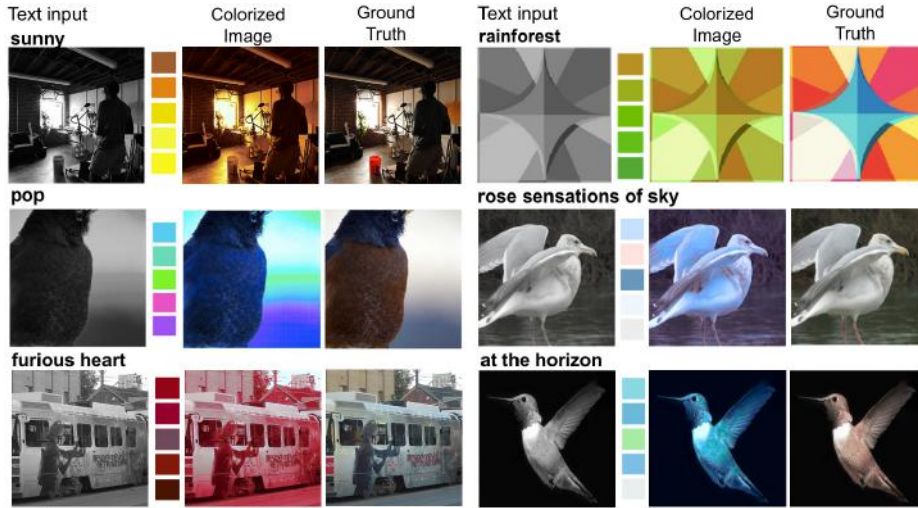 Text input
Colorized Image
Ground Truth
sunny
Text input
Colorized Image
Ground Truth
rainforest
pop
rose sensations of sky
furious heart
at the horizon